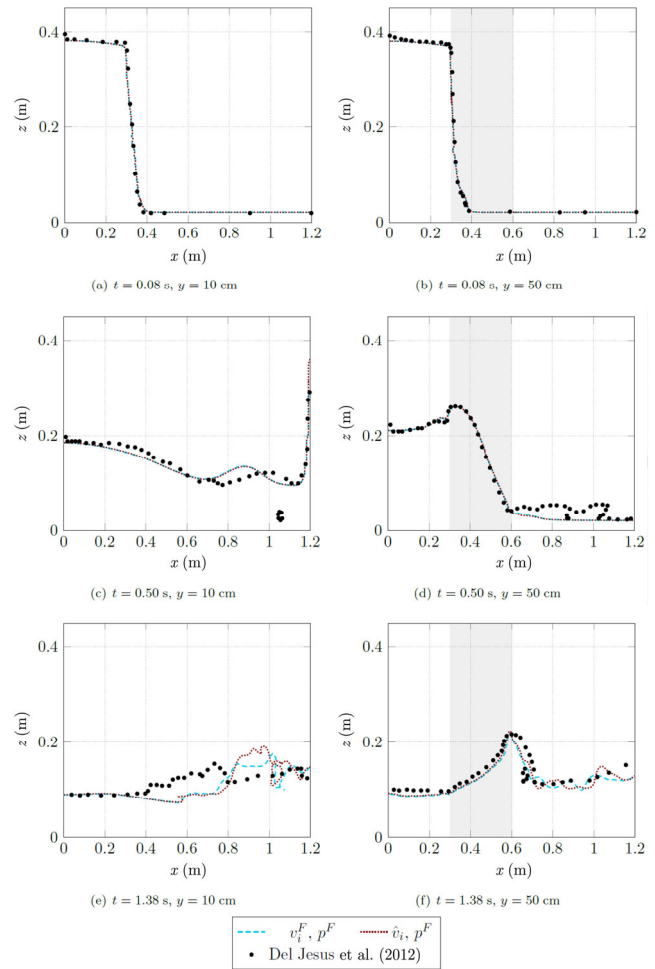 0.4
0.2
0
z (m)
0 0.2 0.4 0.6 0.8 1 1.2
x (m)
(a) t = 0.08 s, y = 10 cm
0.4
0.2
0
z (m)
0 0.2 0.4 0.6 0.8 1 1.2
x (m)
(b) t = 0.08 s, y = 50 cm
0.4
0.2
0
z (m)
0 0.2 0.4 0.6 0.8 1 1.2
x (m)
(c) t = 0.50 s, y = 10 cm
0.4
0.2
0
z (m)
0 0.2 0.4 0.6 0.8 1 1.2
x (m)
(d) t = 0.50 s, y = 50 cm
0.4
0.2
0
z (m)
0 0.2 0.4 0.6 0.8 1 1.2
x (m)
(e) t = 1.38 s, y = 10 cm
0.4
0.2
0
z (m)
0 0.2 0.4 0.6 0.8 1 1.2
x (m)
(f) t = 1.38 s, y = 50 cm
v_i^F, p^F v̂_i, p^F
Del Jesus et al. (2012)